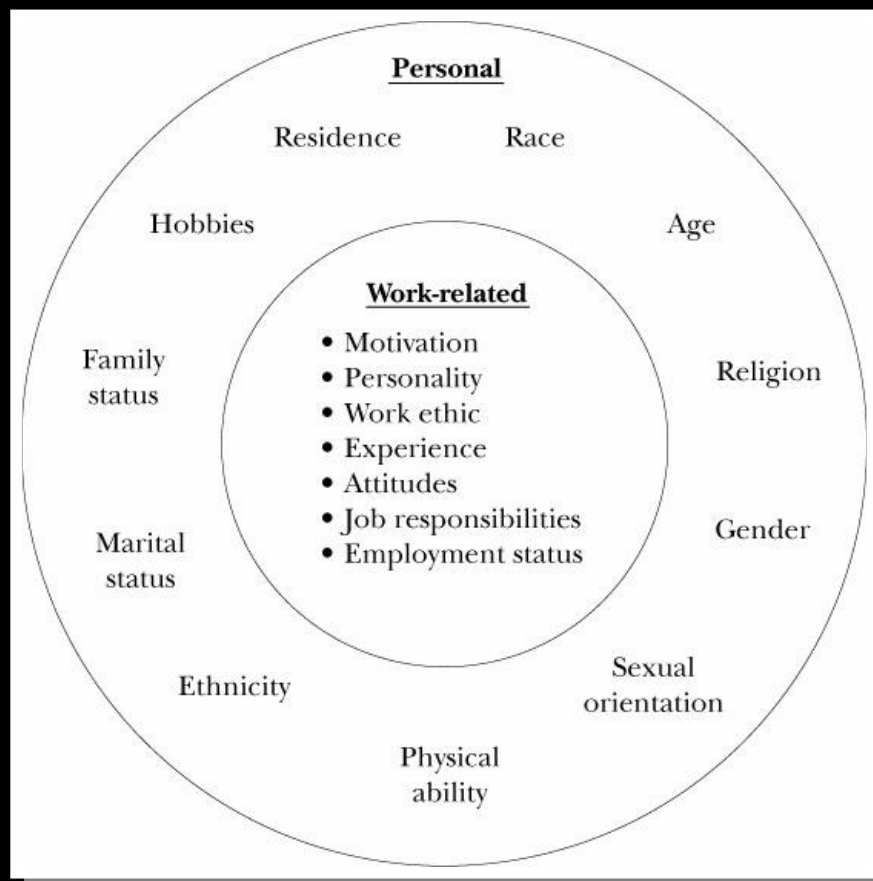 Personal
Residence
Race
Hobbies
Age
Work-related
• Motivation
• Personality
• Work ethic
• Experience
• Attitudes
• Job responsibilities
• Employment status
Family
status
Religion
Marital
status
Gender
Ethnicity
Sexual
orientation
Physical
ability